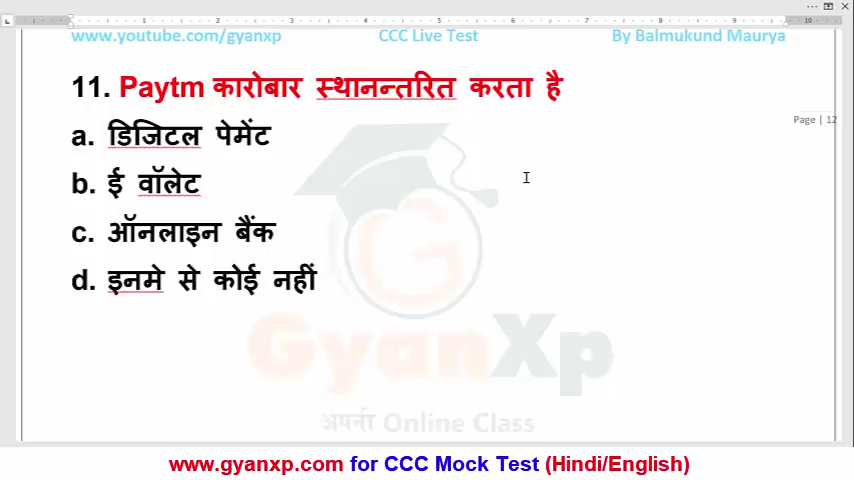 www.youtube.com/gyanxp CCC Live Test By Balmukund Maurya
11. Paytm कारोबार स्थानन्तरित करता है
Page | 12
a. डिजिटल पेमेंट
b. ई वॉलेट
c. ऑनलाइन बैंक
d. इनमे से कोई नहीं
GyanXp
अपनी Online Class
www.gyanxp.com for CCC Mock Test (Hindi/English)